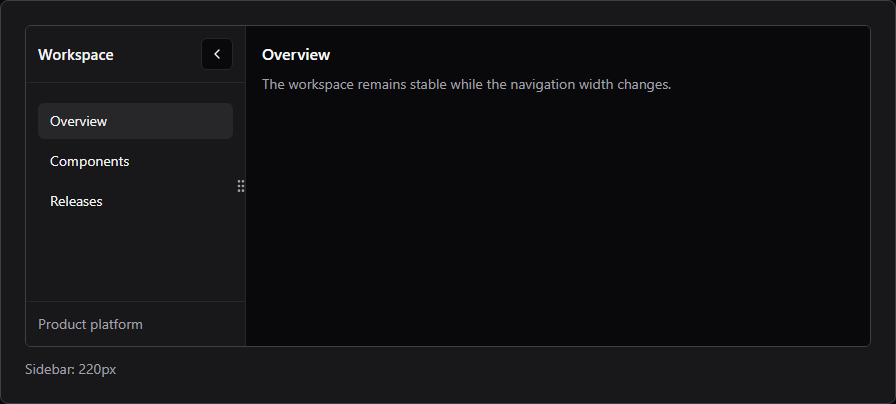 Workspace
Overview
Components
Releases
Product platform
Overview
The workspace remains stable while the navigation width changes.
Sidebar: 220px